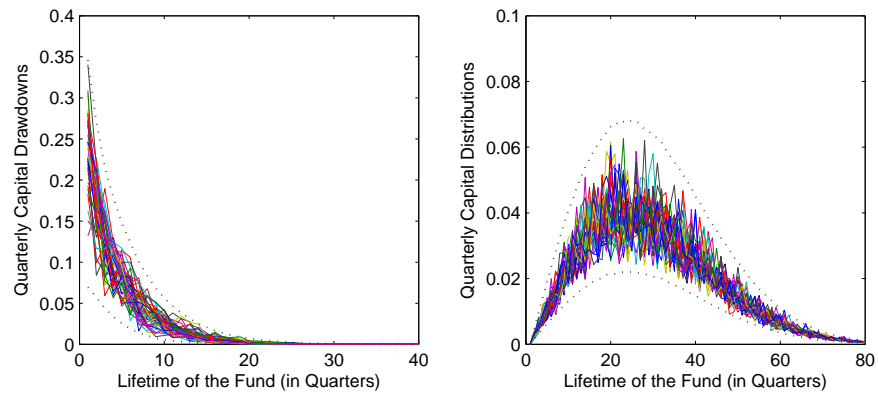 Quarterly Capital Drawdowns
0.4
0.35
0.3
0.25
0.2
0.15
0.1
0.05
0
0 10 20 30 40
Lifetime of the Fund (in Quarters)
Quarterly Capital Distributions
0.1
0.08
0.06
0.04
0.02
0
0 20 40 60 80
Lifetime of the Fund (in Quarters)